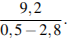 9,2
0,5 – 2,8 .